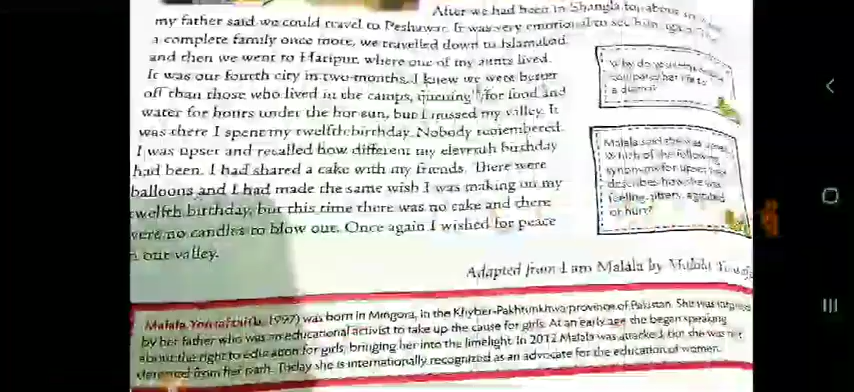 After we had been in Shangla for about
my father said we could travel to Peshawar. It was very emotional to see him
a complete family once more, we travelled down to Islamabad
and then we went to Haripur, where one of my aunts lived.
It was our fourth city in two months. I knew we were better
off than those who lived in the camps, queuing for food and
water for hours under the hot sun, but I missed my valley. It
was there I spent my twelfth birthday. Nobody remembered.
I was upset and recalled how different my eleventh birthday
had been. I had shared a cake with my friends. There were
balloons and I had made the same wish I was making on my
twelfth birthday, but this time there was no cake and there
were no candles to blow out. Once again I wished for peace
our valley.
Why do you
her life to
a drama?
Malala said she was upset.
Which of the following
synonyms for upset
describes how she was
feeling, jittery, agitated
or hurt?
Adapted from I am Malala by Malala
Malala 1997) was born in Mingora, in the Khyber-Pakhtunkhwa province of Pakistan. She was
by her father who was an educational activist to take up the cause for girls. At an early age she began speaking
about the right to education for girls, bringing her into the limelight. In 2012 Malala was attacked, but she was not
deterred from her path. Today she is internationally recognized as an advocate for the education of women.